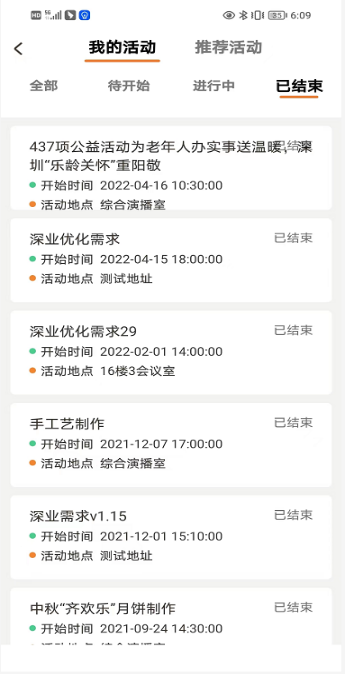 HD 5G 85 6:09
我的活动 推荐活动
全部 待开始 进行中 已结束
437项公益活动为老年人办实事送温暖，深 已结束
圳“乐龄关怀”重阳敬
开始时间 2022-04-16 10:30:00
活动地点 综合演播室
深业优化需求 已结束
开始时间 2022-04-15 18:00:00
活动地点 测试地址
深业优化需求29 已结束
开始时间 2022-02-01 14:00:00
活动地点 16楼3会议室
手工艺制作 已结束
开始时间 2021-12-07 17:00:00
活动地点 综合演播室
深业需求v1.15 已结束
开始时间 2021-12-01 15:10:00
活动地点 测试地址
中秋“齐欢乐”月饼制作 已结束
开始时间 2021-09-24 14:30:00